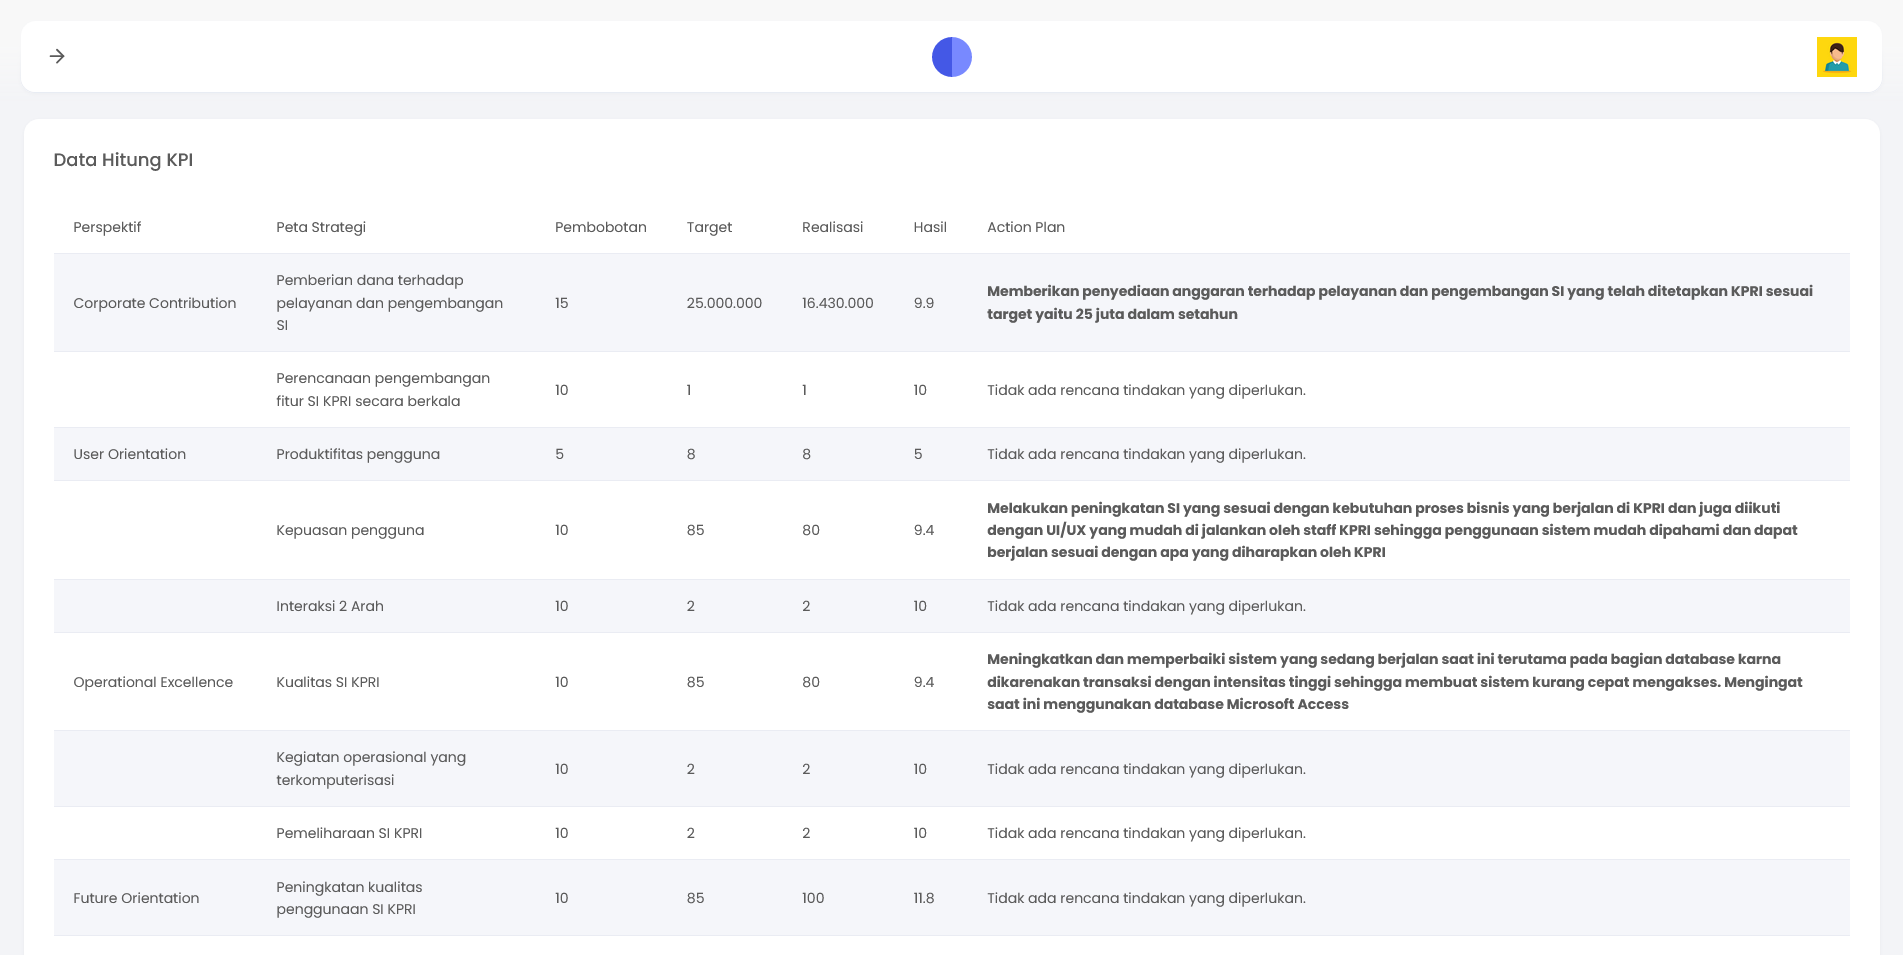 Data Hitung KPI
Perspektif Peta Strategi Pembobotan Target Realisasi Hasil Action Plan
Pemberian dana terhadap
pelayanan dan pengembangan
SI
Corporate Contribution 15 25.000.000 16.430.000 9.9
Memberikan penyediaan anggaran terhadap pelayanan dan pengembangan SI yang telah ditetapkan KPRI sesuai
target yaitu 25 juta dalam setahun
Perencanaan pengembangan
fitur SI KPRI secara berkala
10 1 1 10 Tidak ada rencana tindakan yang diperlukan.
User Orientation Produktifitas pengguna 5 8 8 5 Tidak ada rencana tindakan yang diperlukan.
Kepuasan pengguna 10 85 80 9.4
Melakukan peningkatan SI yang sesuai dengan kebutuhan proses bisnis yang berjalan di KPRI dan juga diikuti
dengan UI/UX yang mudah di jalankan oleh staff KPRI sehingga penggunaan sistem mudah dipahami dan dapat
berjalan sesuai dengan apa yang diharapkan oleh KPRI
Interaksi 2 Arah 10 2 2 10 Tidak ada rencana tindakan yang diperlukan.
Operational Excellence Kualitas SI KPRI 10 85 80 9.4
Meningkatkan dan memperbaiki sistem yang sedang berjalan saat ini terutama pada bagian database karna
dikarenakan transaksi dengan intensitas tinggi sehingga membuat sistem kurang cepat mengakses. Mengingat
saat ini menggunakan database Microsoft Access
Kegiatan operasional yang
terkomputerisasi
10 2 2 10 Tidak ada rencana tindakan yang diperlukan.
Pemeliharaan SI KPRI 10 2 2 10 Tidak ada rencana tindakan yang diperlukan.
Future Orientation
Peningkatan kualitas
penggunaan SI KPRI
10 85 100 11.8 Tidak ada rencana tindakan yang diperlukan.